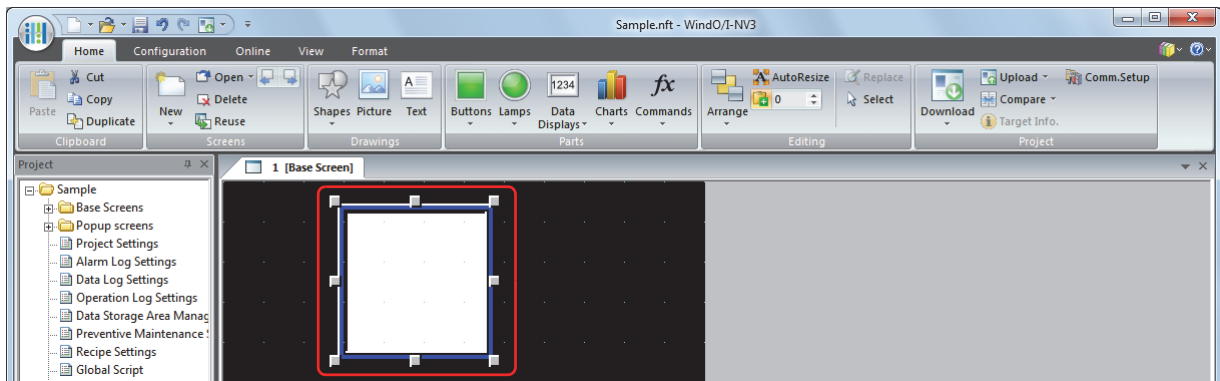 Sample.nft - WindO/I-NV3
Home Configuration Online View Format
Cut Open AutoResize Replace Upload Comm.Setup
Copy Delete 1234 fx 0 Select Compare
Paste Duplicate New Reuse Shapes Picture Text Buttons Lamps Data Displays Charts Commands Arrange Download Target Info.
Clipboard Screens Drawings Parts Editing Project
Project 1 [Base Screen]
Sample
Base Screens
Popup screens
Project Settings
Alarm Log Settings
Data Log Settings
Operation Log Settings
Data Storage Area Manag
Preventive Maintenance
Recipe Settings
Global Script